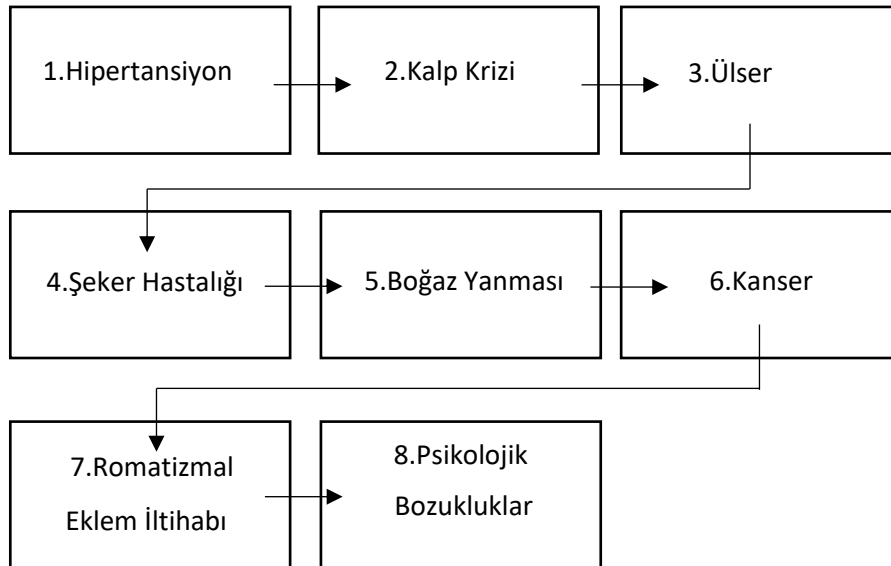 1.Hipertansiyon
2.Kalp Krizi
3.Ülser
4.Şeker Hastalığı
5.Boğaz Yanması
6.Kanser
7.Romatizmal
Eklem İltihabı
8.Psikolojik
Bozukluklar